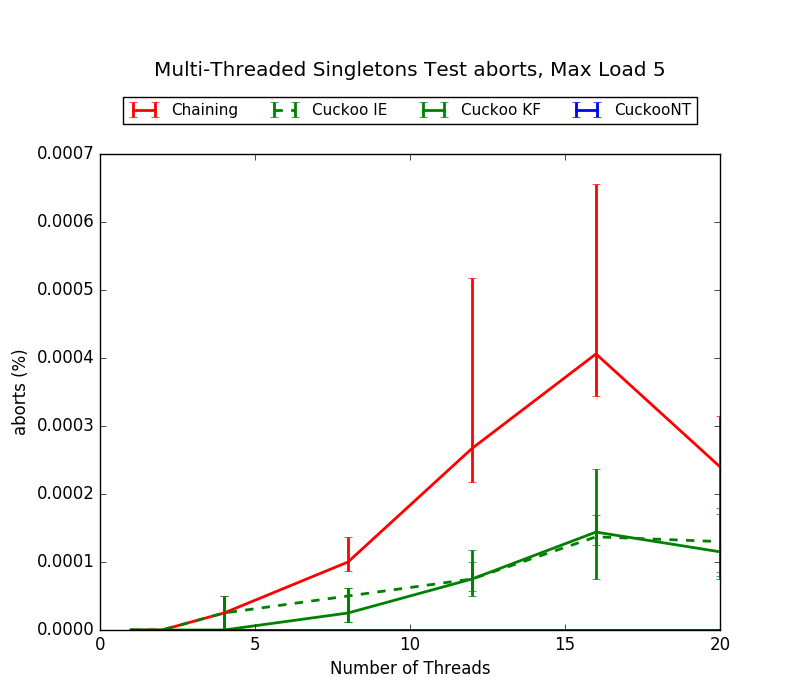 Multi-Threaded Singletons Test aborts, Max Load 5
Chaining Cuckoo IE Cuckoo KF CuckooNT
0.0007
0.0006
0.0005
0.0004
0.0003
0.0002
0.0001
0.0000
aborts (%)
0 5 10 15 20
Number of Threads